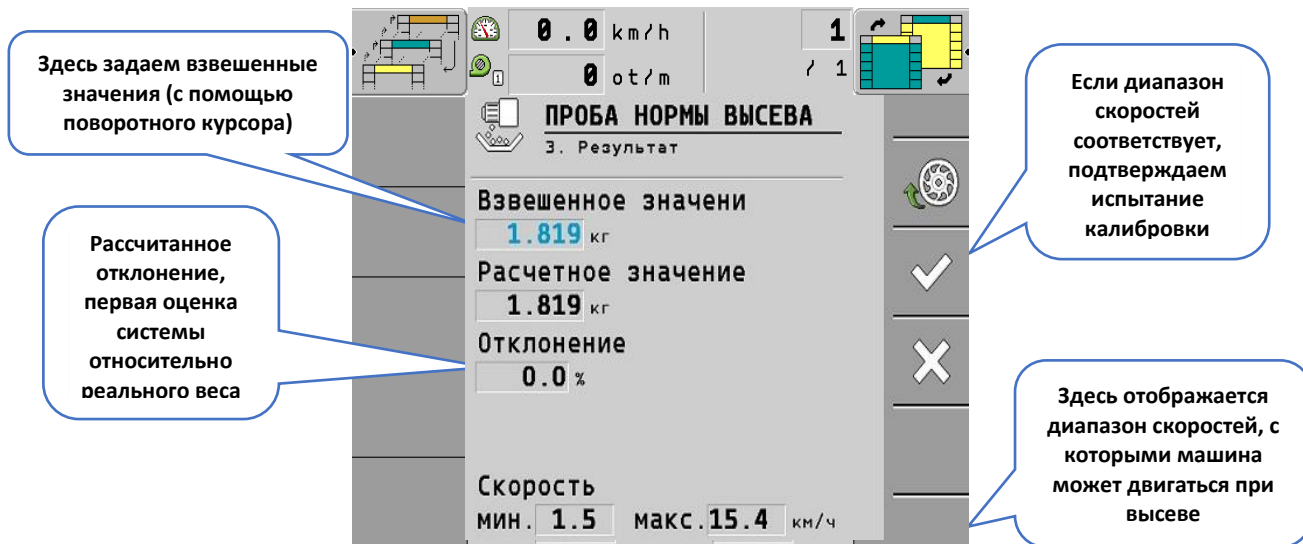 Здесь задаем взвешенные
значения (с помощью
поворотного курсора)
Рассчитанное
отклонение,
первая оценка
системы
относительно
реального веса
0.0 km/h
1
1
0 ot/m
/ 1
ПРОБА НОРМЫ ВЫСЕВА
3. Результат
Взвешенное значени
1.819 кг
Расчетное значение
1.819 кг
Отклонение
0.0 %
Скорость
мин. 1.5 макс. 15.4 км/ч
Если диапазон
скоростей
соответствует,
подтверждаем
испытание
калибровки
Здесь отображается
диапазон скоростей, с
которыми машина
может двигаться при
высеве